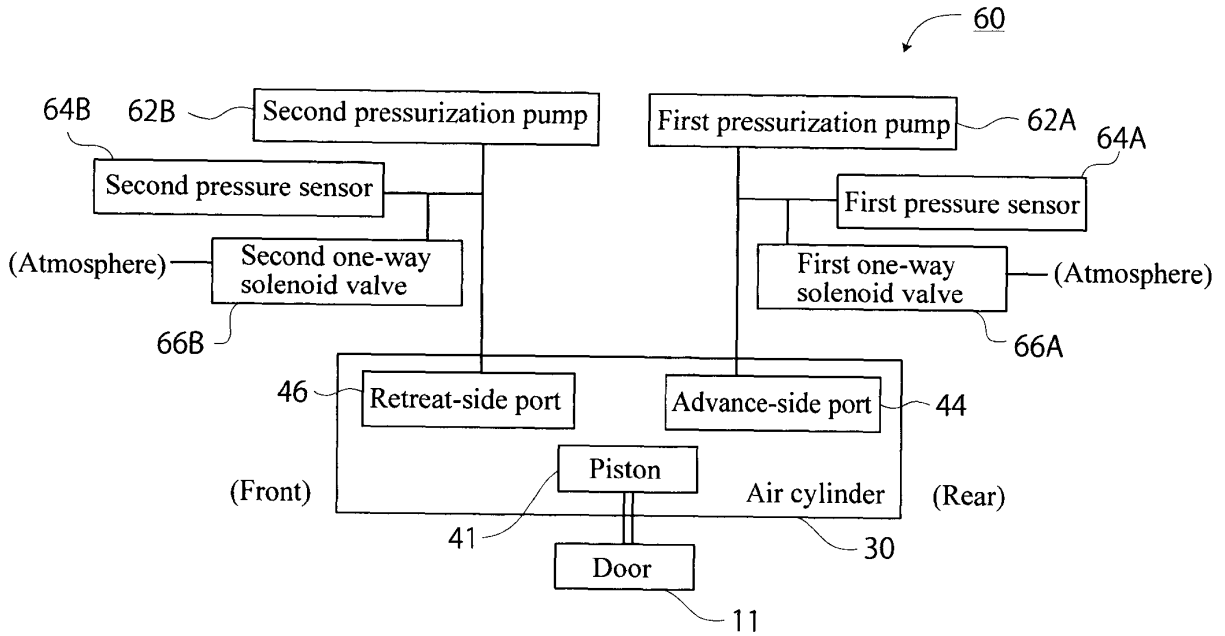 60
64B
62B
Second pressurization pump
First pressurization pump
62A
64A
Second pressure sensor
First pressure sensor
(Atmosphere)
Second one-way
solenoid valve
First one-way
solenoid valve
(Atmosphere)
66B
66A
46
Retreat-side port
Advance-side port
44
Piston
(Front)
Air cylinder
(Rear)
41
30
Door
11